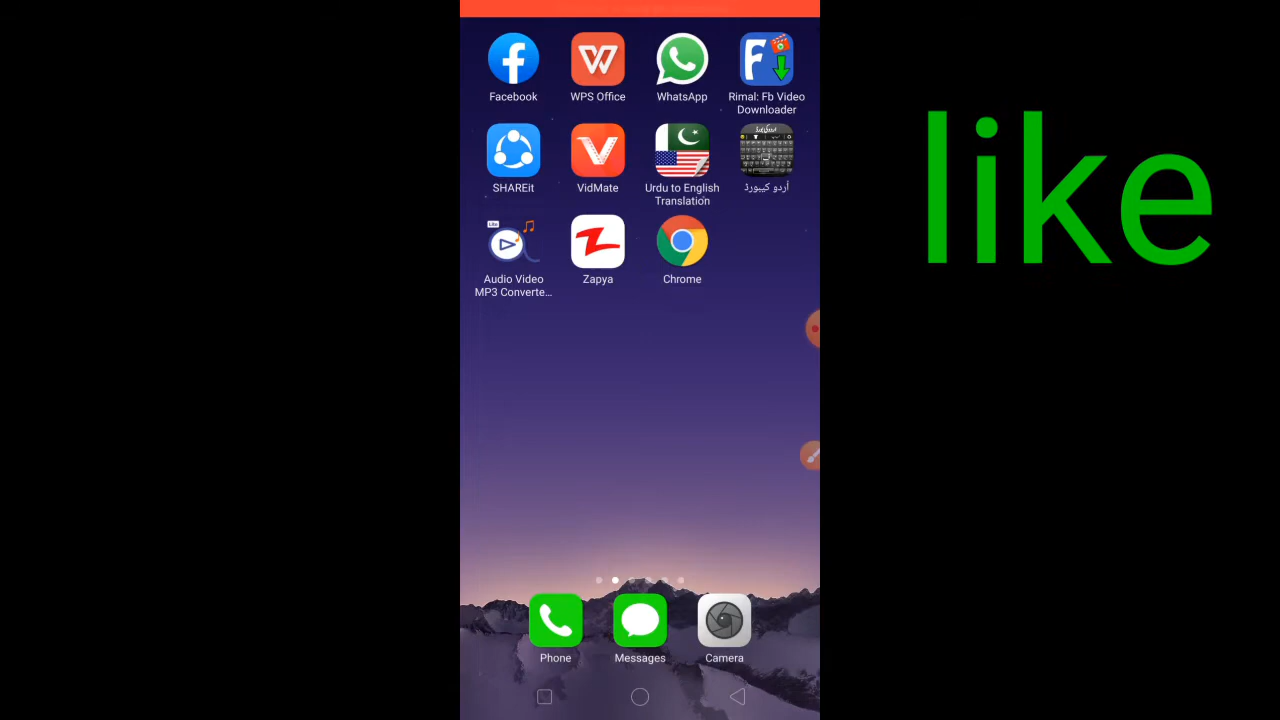 Facebook
WPS Office
WhatsApp
Rimal: Fb Video
Downloader
SHAREit
VidMate
Urdu to English
Translation
اُردو کیبورڈ
Lite
Audio Video
MP3 Converte...
Zapya
Chrome
Phone
Messages
Camera
like